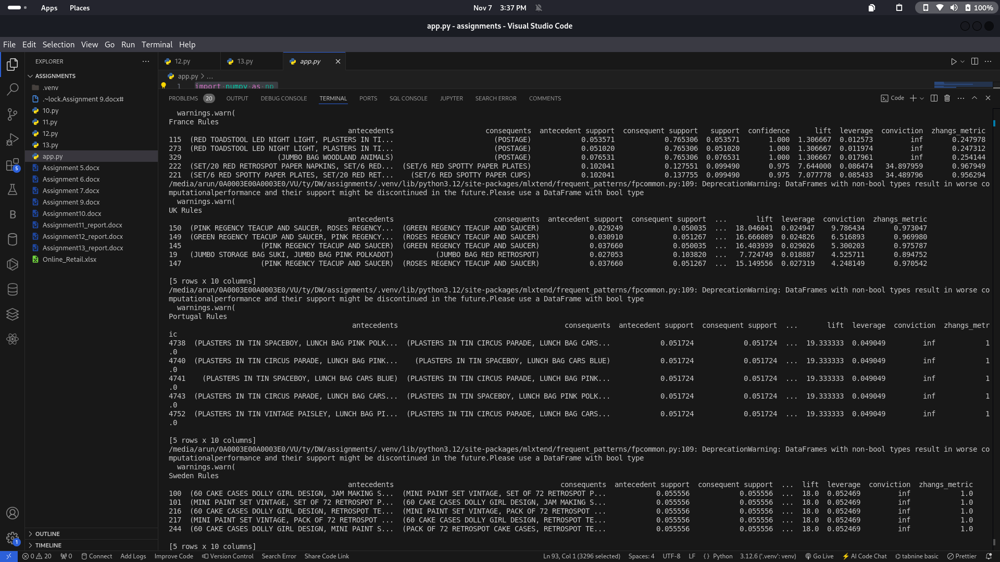 Apps Places Nov 7 3:37 PM 100%
app.py - assignments - Visual Studio Code
File Edit Selection View Go Run Terminal Help
EXPLORER ···
ASSIGNMENTS
.venv
.~lock.Assignment 9.docx#
10.py
11.py
12.py
13.py
app.py
Assignment 5.docx
Assignment 6.docx
Assignment 7.docx
Assignment 9.docx
Assignment10.docx
Assignment11_report.docx
Assignment12_report.docx
Assignment13_report.docx
Online_Retail.xlsx
OUTLINE
TIMELINE
5
B
1
12.py 13.py app.py
app.py > ...
1 import numpy as np
PROBLEMS 20 OUTPUT DEBUG CONSOLE TERMINAL PORTS SQL CONSOLE JUPYTER SEARCH ERROR COMMENTS Code
warnings.warn(
France Rules
antecedents consequents antecedent support consequent support support confidence lift leverage conviction zhangs_metric
115 (RED TOADSTOOL LED NIGHT LIGHT, PLASTERS IN TI... (POSTAGE) 0.053571 0.765306 0.053571 1.000 1.306667 0.012573 inf 0.247978
273 (RED TOADSTOOL LED NIGHT LIGHT, PLASTERS IN TI... (POSTAGE) 0.051020 0.765306 0.051020 1.000 1.306667 0.011974 inf 0.247312
329 (JUMBO BAG WOODLAND ANIMALS) (POSTAGE) 0.076531 0.765306 0.076531 1.000 1.306667 0.017961 inf 0.254144
222 (SET/20 RED RETROSPOT PAPER NAPKINS, SET/6 RED... (SET/6 RED SPOTTY PAPER PLATES) 0.102041 0.127551 0.099490 0.975 7.644000 0.086474 34.897959 0.967949
221 (SET/6 RED SPOTTY PAPER PLATES, SET/20 RED RET... (SET/6 RED SPOTTY PAPER CUPS) 0.102041 0.137755 0.099490 0.975 7.077778 0.085433 34.489796 0.956294
/media/arun/0A0003E00A0003E0/VU/ty/DW/assignments/.venv/lib/python3.12/site-packages/mlxtend/frequent_patterns/fpcommon.py:109: DeprecationWarning: DataFrames with non-bool types result in worse co
mputationalperformance and their support might be discontinued in the future.Please use a DataFrame with bool type
warnings.warn(
UK Rules
antecedents consequents antecedent support consequent support ... lift leverage conviction zhangs_metric
150 (PINK REGENCY TEACUP AND SAUCER, ROSES REGENCY... (GREEN REGENCY TEACUP AND SAUCER) 0.029249 0.050035 ... 18.046041 0.024947 9.786434 0.973047
149 (GREEN REGENCY TEACUP AND SAUCER, PINK REGENCY... (ROSES REGENCY TEACUP AND SAUCER) 0.030910 0.051267 ... 16.666089 0.024826 6.516893 0.969980
145 (PINK REGENCY TEACUP AND SAUCER) (GREEN REGENCY TEACUP AND SAUCER) 0.037660 0.050035 ... 16.403939 0.029026 5.300203 0.975787
19 (JUMBO STORAGE BAG SUKI, JUMBO BAG PINK POLKADOT) (JUMBO BAG RED RETROSPOT) 0.027053 0.103820 ... 7.724749 0.018887 4.525711 0.894752
147 (PINK REGENCY TEACUP AND SAUCER) (ROSES REGENCY TEACUP AND SAUCER) 0.037660 0.051267 ... 15.149556 0.027319 4.248149 0.970542
[5 rows x 10 columns]
/media/arun/0A0003E00A0003E0/VU/ty/DW/assignments/.venv/lib/python3.12/site-packages/mlxtend/frequent_patterns/fpcommon.py:109: DeprecationWarning: DataFrames with non-bool types result in worse co
mputationalperformance and their support might be discontinued in the future.Please use a DataFrame with bool type
warnings.warn(
Portugal Rules
antecedents consequents antecedent support consequent support ... lift leverage conviction zhangs_metr
ic
4738 (PLASTERS IN TIN SPACEBOY, LUNCH BAG PINK POLK... (PLASTERS IN TIN CIRCUS PARADE, LUNCH BAG CARS... 0.051724 0.051724 ... 19.333333 0.049049 inf 1
.0
4740 (PLASTERS IN TIN CIRCUS PARADE, LUNCH BAG PINK... (PLASTERS IN TIN SPACEBOY, LUNCH BAG CARS BLUE) 0.051724 0.051724 ... 19.333333 0.049049 inf 1
.0
4741 (PLASTERS IN TIN SPACEBOY, LUNCH BAG CARS BLUE) (PLASTERS IN TIN CIRCUS PARADE, LUNCH BAG PINK... 0.051724 0.051724 ... 19.333333 0.049049 inf 1
.0
4743 (PLASTERS IN TIN CIRCUS PARADE, LUNCH BAG CARS... (PLASTERS IN TIN SPACEBOY, LUNCH BAG PINK POLK... 0.051724 0.051724 ... 19.333333 0.049049 inf 1
.0
4752 (PLASTERS IN TIN VINTAGE PAISLEY, LUNCH BAG PI... (PLASTERS IN TIN CIRCUS PARADE, LUNCH BAG CARS... 0.051724 0.051724 ... 19.333333 0.049049 inf 1
.0
[5 rows x 10 columns]
/media/arun/0A0003E00A0003E0/VU/ty/DW/assignments/.venv/lib/python3.12/site-packages/mlxtend/frequent_patterns/fpcommon.py:109: DeprecationWarning: DataFrames with non-bool types result in worse co
mputationalperformance and their support might be discontinued in the future.Please use a DataFrame with bool type
warnings.warn(
Sweden Rules
antecedents consequents antecedent support consequent support ... lift leverage conviction zhangs_metric
100 (60 CAKE CASES DOLLY GIRL DESIGN, JAM MAKING S... (MINI PAINT SET VINTAGE, SET OF 72 RETROSPOT P... 0.055556 0.055556 ... 18.0 0.052469 inf 1.0
101 (MINI PAINT SET VINTAGE, SET OF 72 RETROSPOT P... (60 CAKE CASES DOLLY GIRL DESIGN, JAM MAKING S... 0.055556 0.055556 ... 18.0 0.052469 inf 1.0
216 (60 CAKE CASES DOLLY GIRL DESIGN, RETROSPOT TE... (MINI PAINT SET VINTAGE, PACK OF 72 RETROSPOT ... 0.055556 0.055556 ... 18.0 0.052469 inf 1.0
217 (MINI PAINT SET VINTAGE, PACK OF 72 RETROSPOT ... (60 CAKE CASES DOLLY GIRL DESIGN, RETROSPOT TE... 0.055556 0.055556 ... 18.0 0.052469 inf 1.0
244 (60 CAKE CASES DOLLY GIRL DESIGN, MINI PAINT S... (PACK OF 72 RETROSPOT CAKE CASES, RETROSPOT TE... 0.055556 0.055556 ... 18.0 0.052469 inf 1.0
[5 rows x 10 columns]
0 20 0 Connect Add Logs Improve Code Version Control Search Error Share Code Link Ln 93, Col 1 (3296 selected) Spaces: 4 UTF-8 LF {} Python 3.12.6 ('.venv': venv) Go Live AI Code Chat tabnine basic Prettier